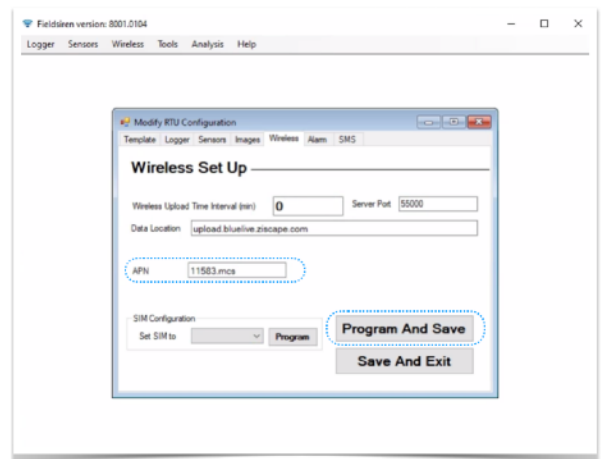 Fieldsiren version: 8001.0104
Logger Sensors Wireless Tools Analysis Help
Modify RTU Configuration
Template Logger Sensors Images Wireless Alarm SMS
Wireless Set Up
Wireless Upload Time Interval (min) 0 Server Port 55000
Data Location upload.bluelive.ziscape.com
APN 11583.mcs
SIM Configuration
Set SIM to Program
Program And Save
Save And Exit